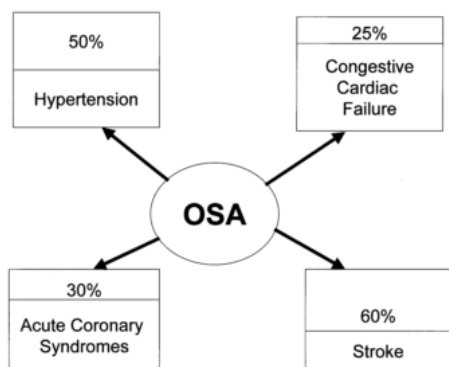 50%
Hypertension
25%
Congestive
Cardiac
Failure
OSA
30%
Acute Coronary
Syndromes
60%
Stroke